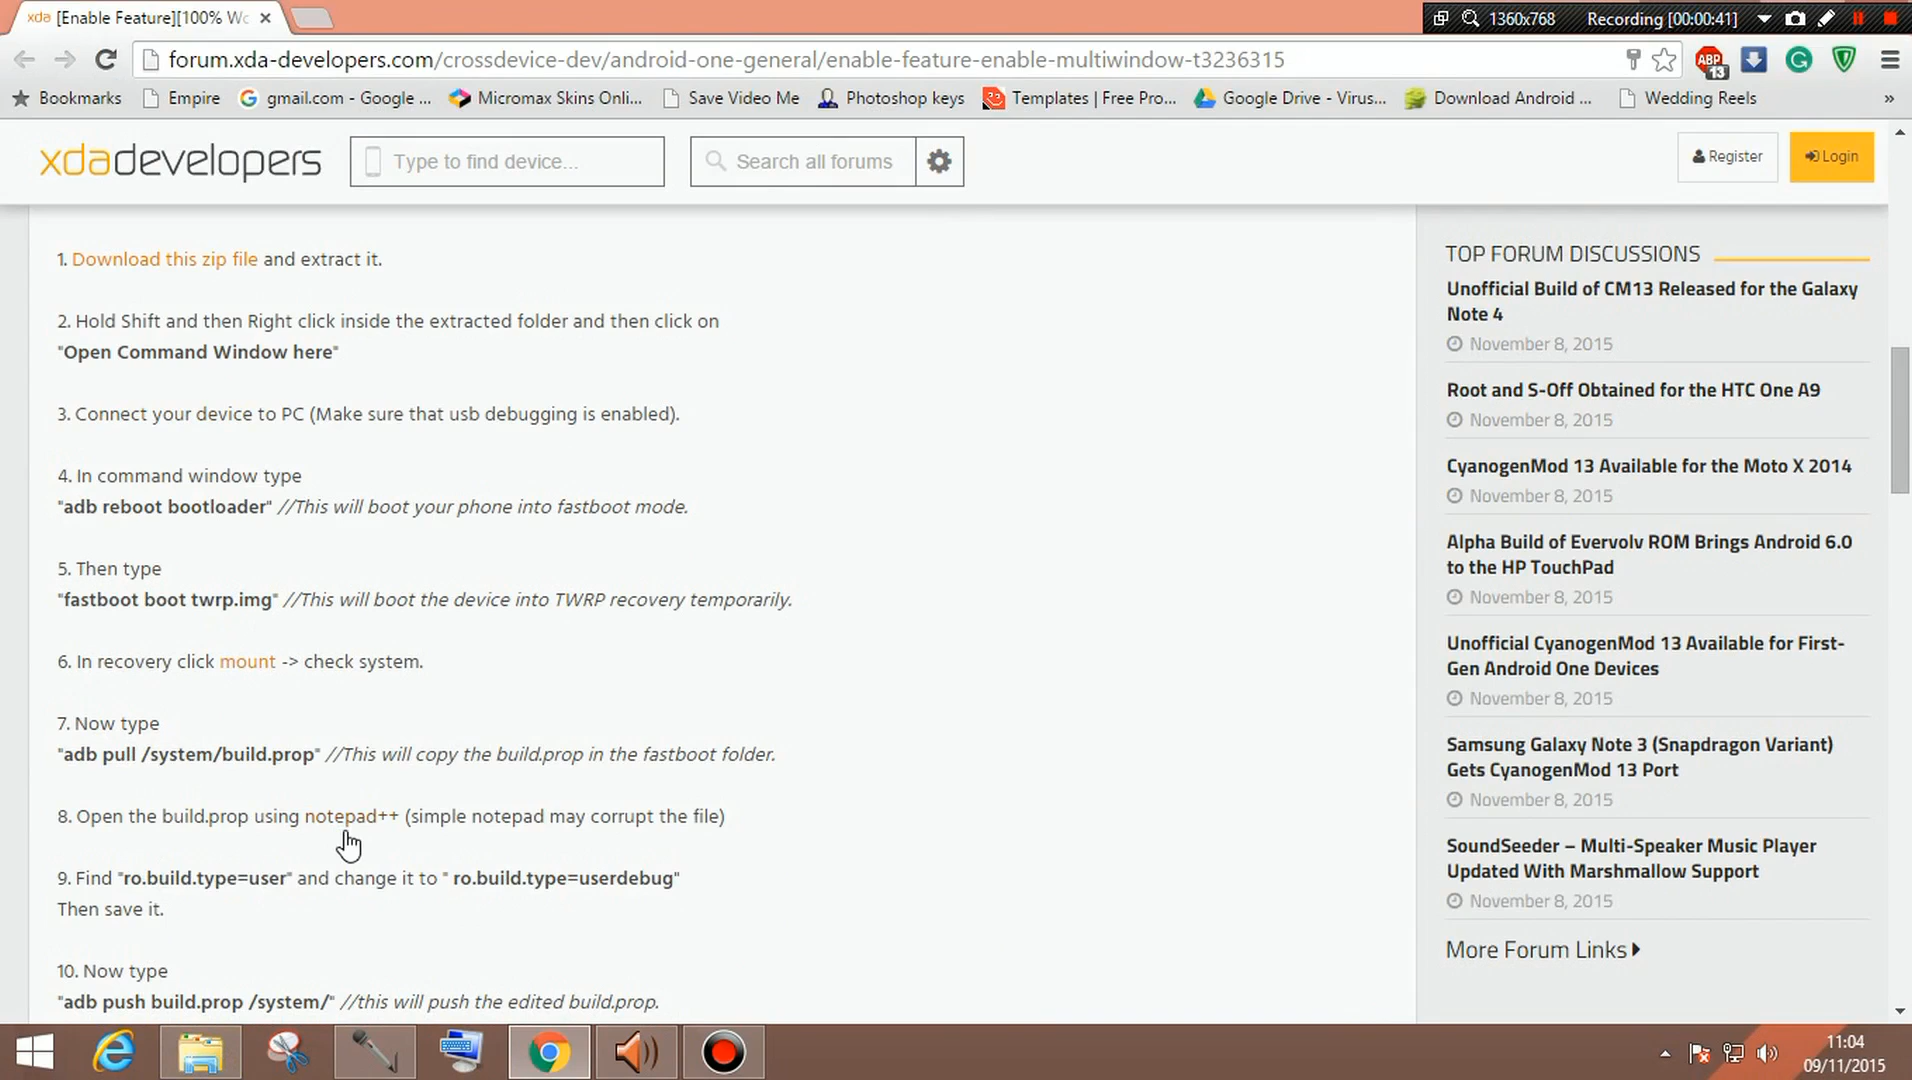 xda [Enable Feature][100% Wo
1360x768
Recording [00:00:41]
forum.xda-developers.com/crossdevice-dev/android-one-general/enable-feature-enable-multiwindow-t3236315
ABP
13
G
Bookmarks
Empire
gmail.com - Google ...
Micromax Skins Onli...
Save Video Me
Photoshop keys
Templates | Free Pro...
Google Drive - Virus...
Download Android ...
Wedding Reels
»
xdadevelopers
Type to find device...
Search all forums
Register
Login
1. Download this zip file and extract it.
2. Hold Shift and then Right click inside the extracted folder and then click on
"Open Command Window here"
3. Connect your device to PC (Make sure that usb debugging is enabled).
4. In command window type
"adb reboot bootloader" //This will boot your phone into fastboot mode.
5. Then type
"fastboot boot twrp.img" //This will boot the device into TWRP recovery temporarily.
6. In recovery click mount -> check system.
7. Now type
"adb pull /system/build.prop" //This will copy the build.prop in the fastboot folder.
8. Open the build.prop using notepad++ (simple notepad may corrupt the file)
9. Find "ro.build.type=user" and change it to " ro.build.type=userdebug"
Then save it.
10. Now type
"adb push build.prop /system/" //this will push the edited build.prop.
TOP FORUM DISCUSSIONS
Unofficial Build of CM13 Released for the Galaxy
Note 4
November 8, 2015
Root and S-Off Obtained for the HTC One A9
November 8, 2015
CyanogenMod 13 Available for the Moto X 2014
November 8, 2015
Alpha Build of Evervolv ROM Brings Android 6.0
to the HP TouchPad
November 8, 2015
Unofficial CyanogenMod 13 Available for First-
Gen Android One Devices
November 8, 2015
Samsung Galaxy Note 3 (Snapdragon Variant)
Gets CyanogenMod 13 Port
November 8, 2015
SoundSeeder – Multi-Speaker Music Player
Updated With Marshmallow Support
November 8, 2015
More Forum Links
11:04
09/11/2015